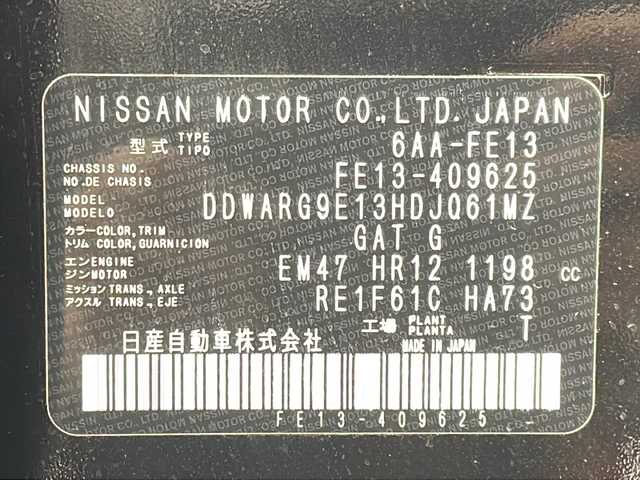 NISSAN MOTOR CO.,LTD. JAPAN
型式 TYPE TIPO 6AA-FE13
CHASSIS NO. NO.DE CHASIS FE13-409625
MODEL MODELO DDWARG9E13HDJQ61MZ
カラー COLOR,TRIM トリム COLOR,GUARNICION GAT G
エンジン ENGINE MOTOR EM47 HR12 1198 cc
ミッション TRANS.,AXLE アクスル TRANS.,EJE RE1F61C HA73
工場 PLANT PLANTA T
日産自動車株式会社 MADE IN JAPAN
FE13-409625 -